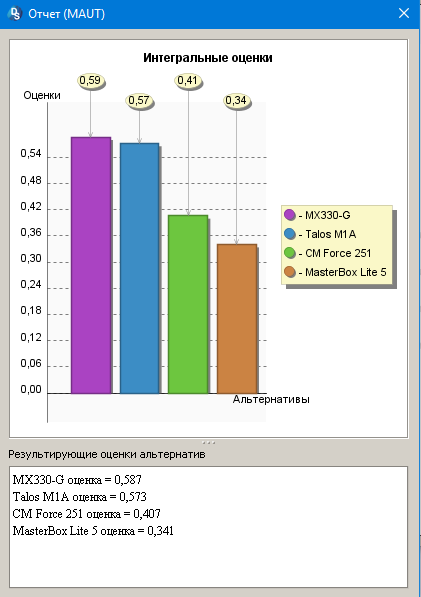 Отчет (MAUT)
Интегральные оценки
0,59
0,57
0,41
0,34
Оценки
0,54
0,48
0,42
0,36
0,30
0,24
0,18
0,12
0,06
0,00
Альтернативы
- MX330-G
- Talos M1A
- CM Force 251
- MasterBox Lite 5
Результирующие оценки альтернатив
MX330-G оценка = 0,587
Talos M1A оценка = 0,573
CM Force 251 оценка = 0,407
MasterBox Lite 5 оценка = 0,341